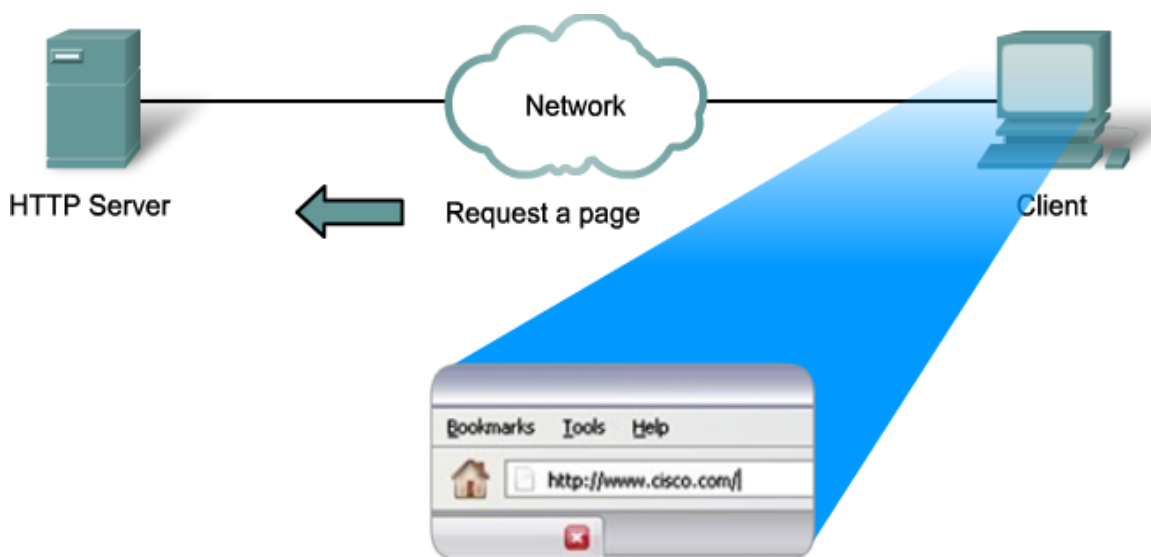 Network
HTTP Server
Request a page
Client
Bookmarks Tools Help
http://www.cisco.com/